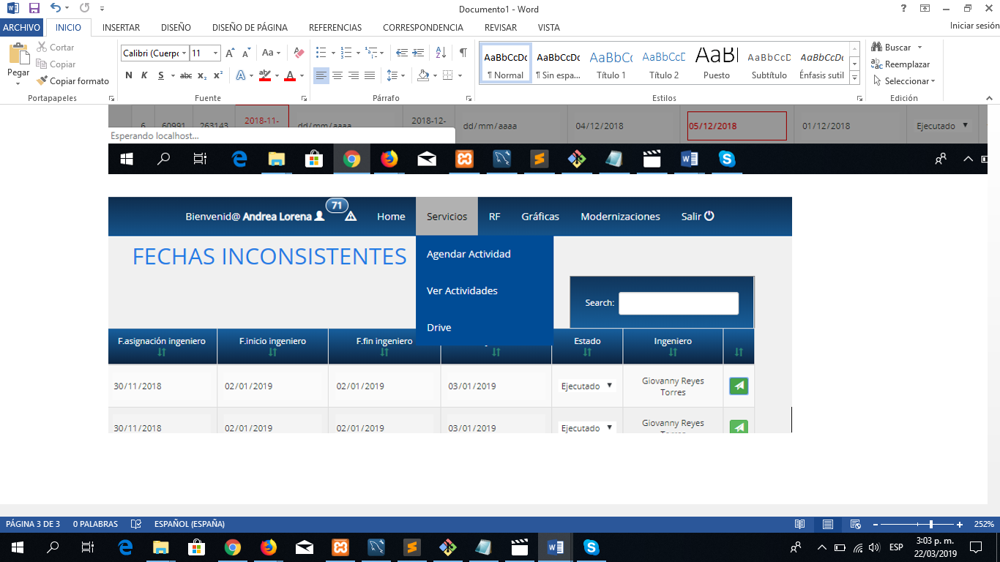 Documento1 - Word
ARCHIVO INICIO INSERTAR DISEÑO DISEÑO DE PÁGINA REFERENCIAS CORRESPONDENCIA REVISAR VISTA Iniciar sesión
Pegar
Cortar
Copiar
Copiar formato
Portapapeles
Calibri (Cuerpo 11
N K S abc x₂ x²
Fuente
Párrafo
AaBbCcDc AaBbCcDc AaBbCc AaBbCcD AaBl AaBbCcD AaBbCcDc
¶ Normal ¶ Sin espa... Título 1 Título 2 Puesto Subtítulo Énfasis sutil
Estilos
Buscar
Reemplazar
Seleccionar
Edición
6 60991 263143 2018-11- dd/mm/aaaa 2018-12- dd/mm/aaaa 04/12/2018 05/12/2018 01/12/2018 Ejecutado
Esperando localhost...
Bienvenid@ Andrea Lorena 71 Home Servicios RF Gráficas Modernizaciones Salir
FECHAS INCONSISTENTES
Agendar Actividad
Ver Actividades
Drive
Search:
F.asignación ingeniero F.inicio ingeniero F.fin ingeniero Estado Ingeniero
30/11/2018 02/01/2019 02/01/2019 03/01/2019 Ejecutado Giovanny Reyes
Torres
30/11/2018 02/01/2019 02/01/2019 03/01/2019 Ejecutado Giovanny Reyes
PÁGINA 3 DE 3 0 PALABRAS ESPAÑOL (ESPAÑA) 252%
ESP 3:03 p. m.
22/03/2019